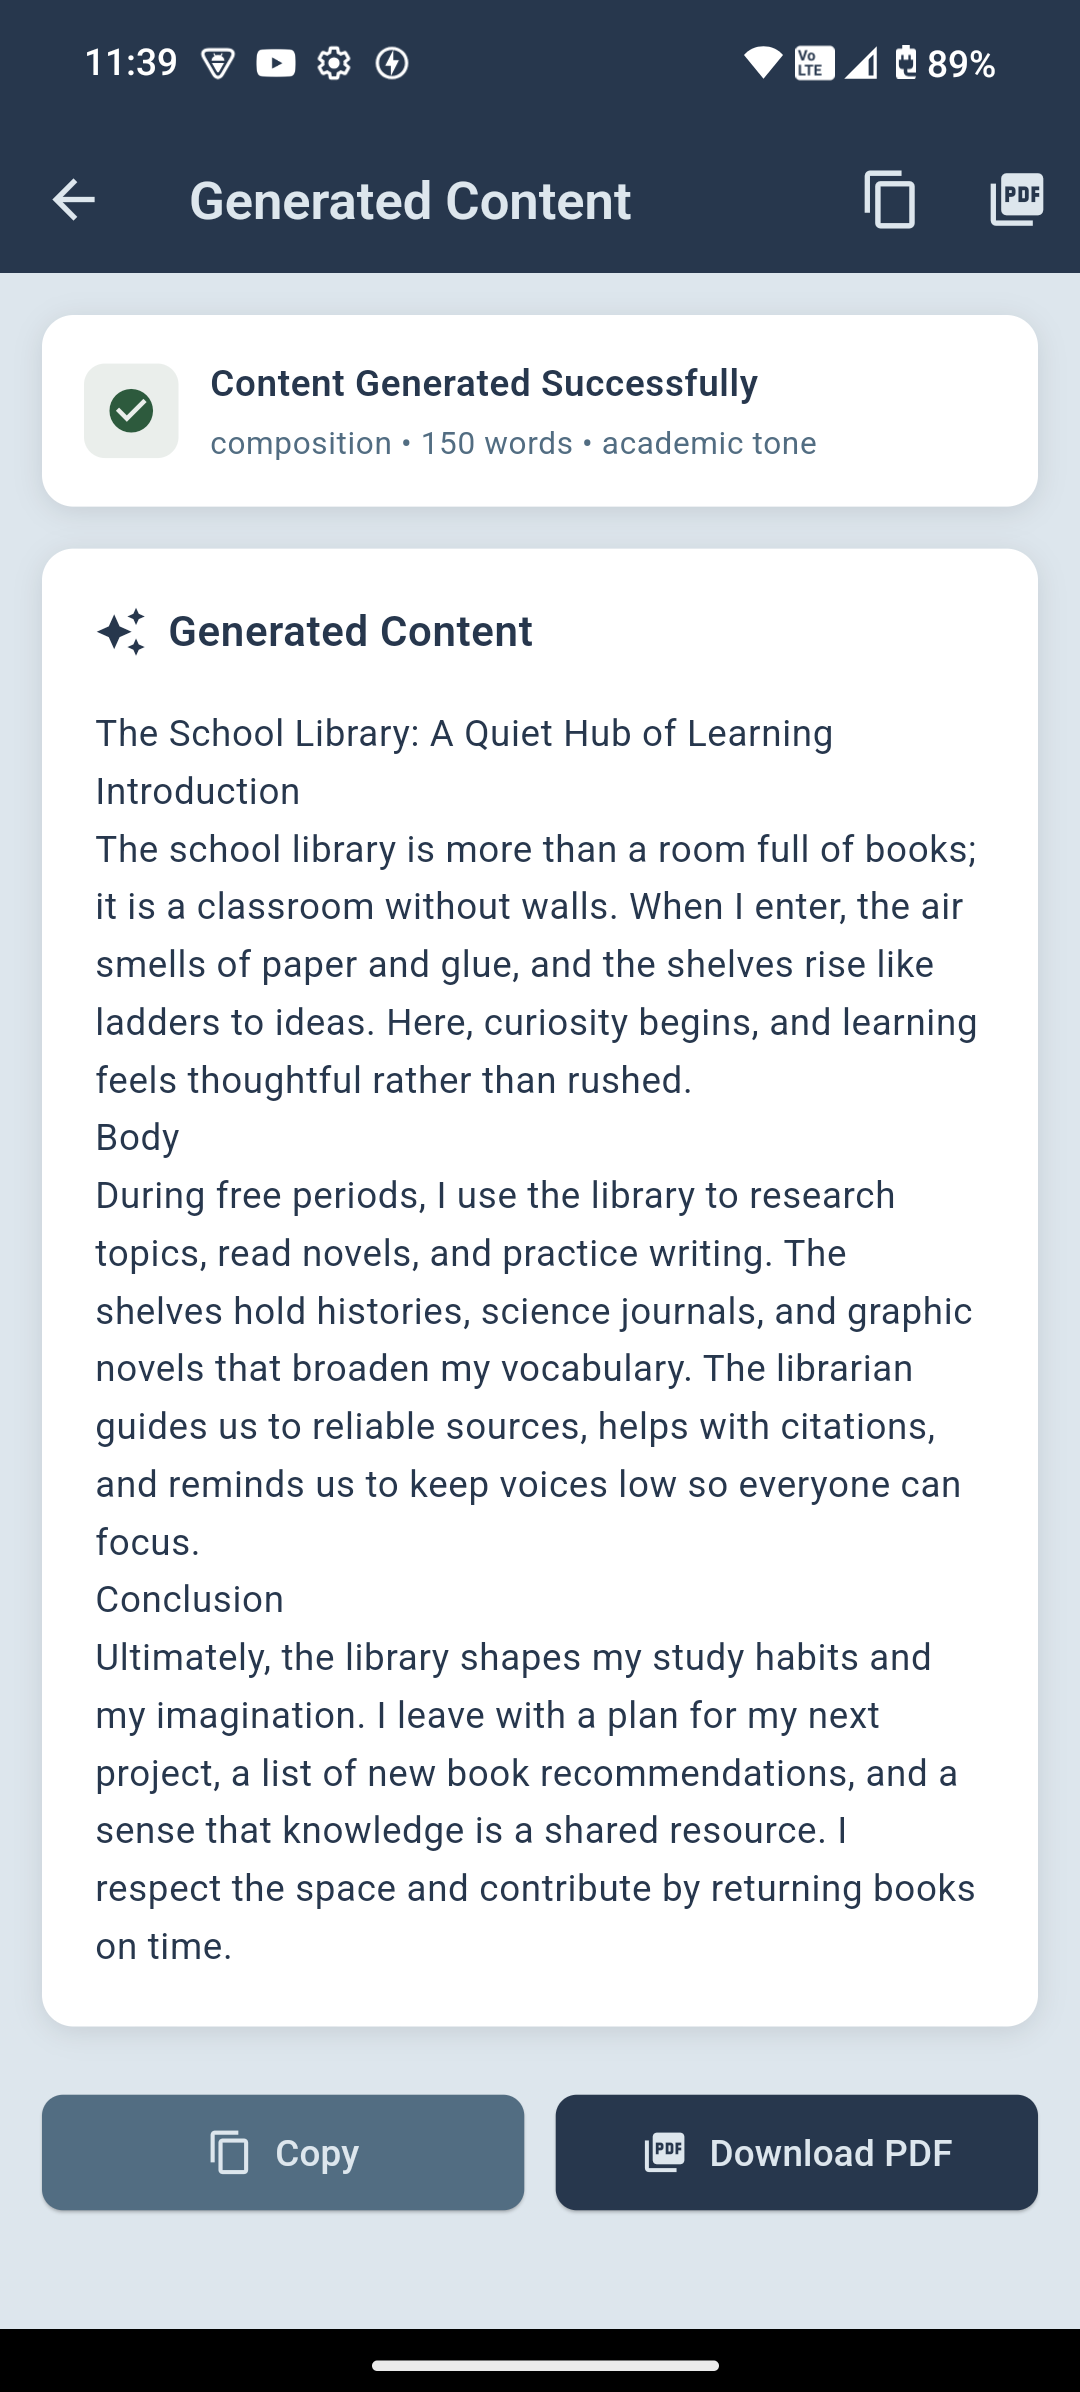 11:39
Vo LTE
89%
Generated Content
PDF
Content Generated Successfully
composition • 150 words • academic tone
Generated Content
The School Library: A Quiet Hub of Learning
Introduction
The school library is more than a room full of books;
it is a classroom without walls. When I enter, the air
smells of paper and glue, and the shelves rise like
ladders to ideas. Here, curiosity begins, and learning
feels thoughtful rather than rushed.
Body
During free periods, I use the library to research
topics, read novels, and practice writing. The
shelves hold histories, science journals, and graphic
novels that broaden my vocabulary. The librarian
guides us to reliable sources, helps with citations,
and reminds us to keep voices low so everyone can
focus.
Conclusion
Ultimately, the library shapes my study habits and
my imagination. I leave with a plan for my next
project, a list of new book recommendations, and a
sense that knowledge is a shared resource. I
respect the space and contribute by returning books
on time.
Copy
PDF Download PDF